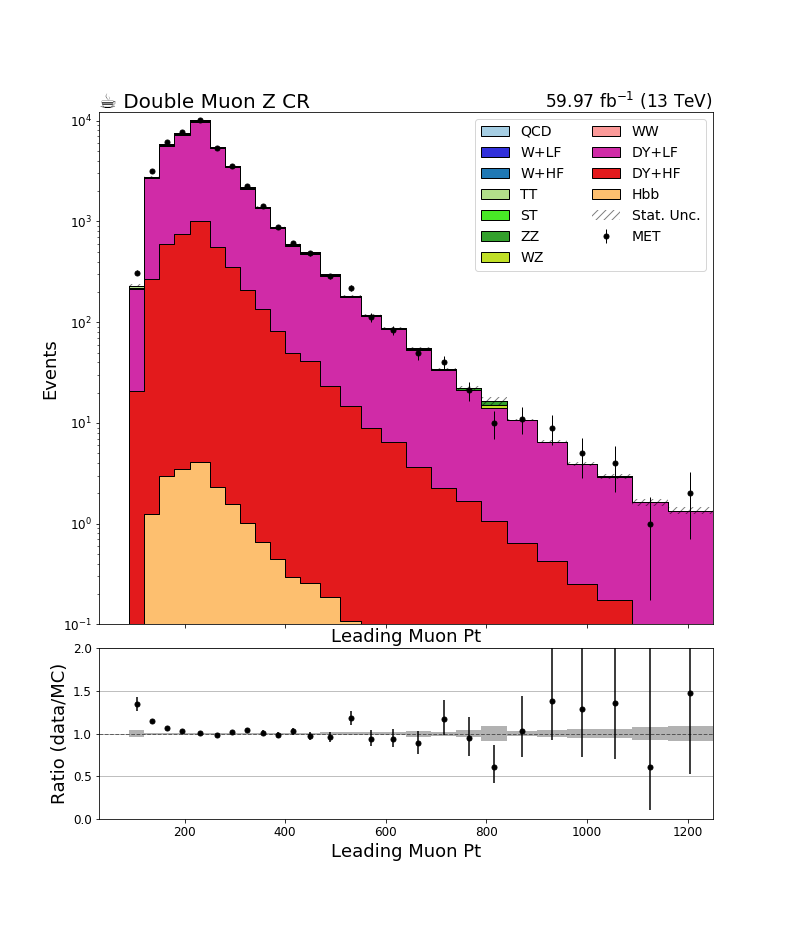 ☕ Double Muon Z CR 59.97 fb⁻¹ (13 TeV)
QCD WW
W+LF DY+LF
W+HF DY+HF
TT Hbb
ST Stat. Unc.
ZZ MET
WZ
Events
10⁴
10³
10²
10¹
10⁰
10⁻¹
Leading Muon Pt
Ratio (data/MC)
2.0
1.5
1.0
0.5
0.0
200 400 600 800 1000 1200
Leading Muon Pt